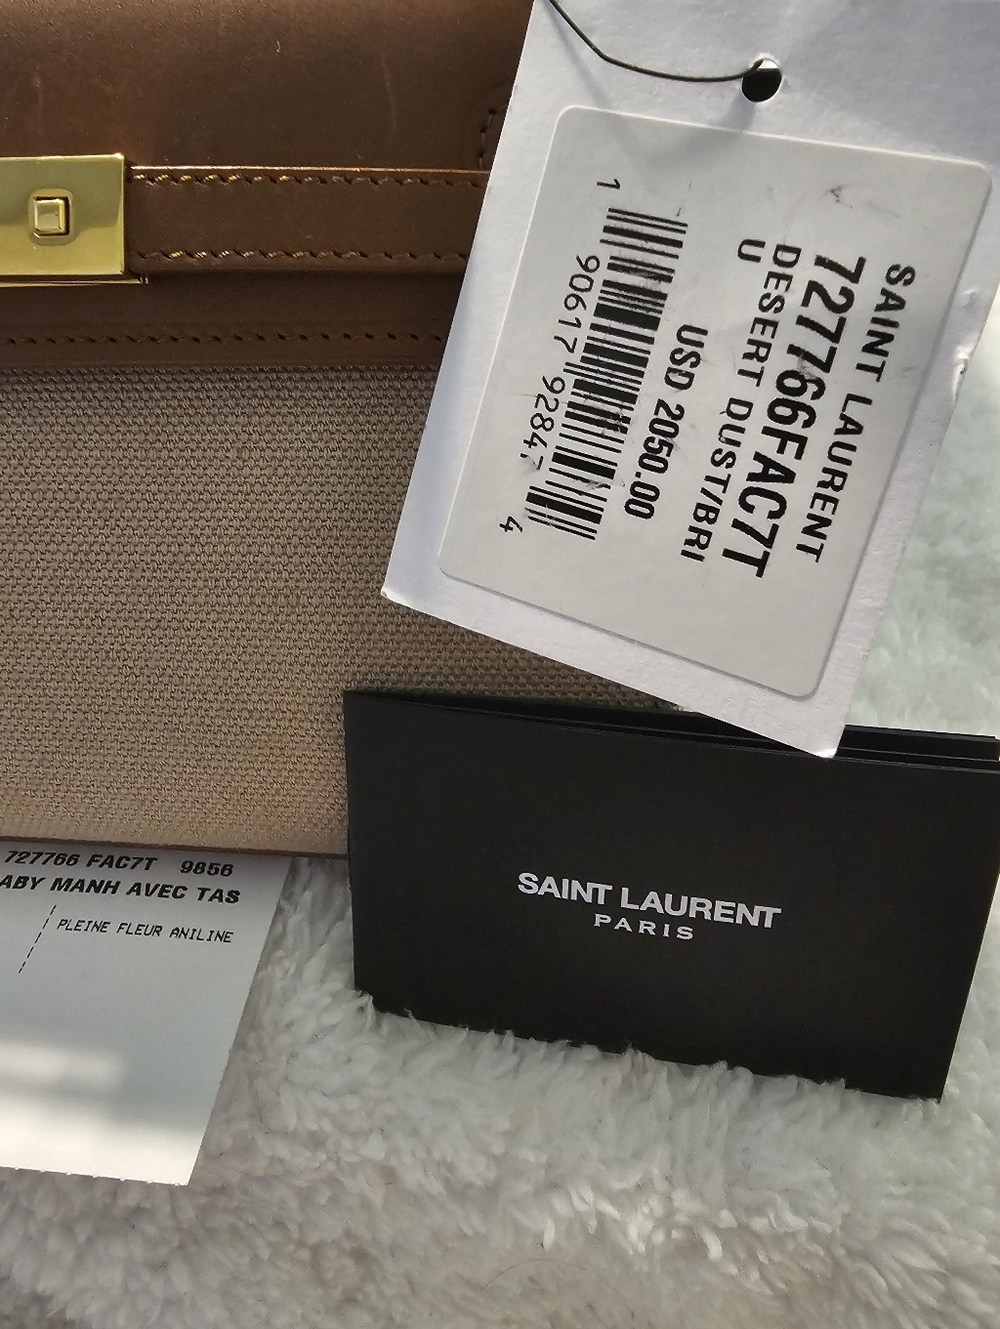 SAINT LAURENT
727766FAC7T
DESERT DUST/BRI
U
USD 2050.00
1 90617 92847 4
SAINT LAURENT
PARIS
727766 FAC7T 9856
ABY MANH AVEC TAS
PLEINE FLEUR ANILINE